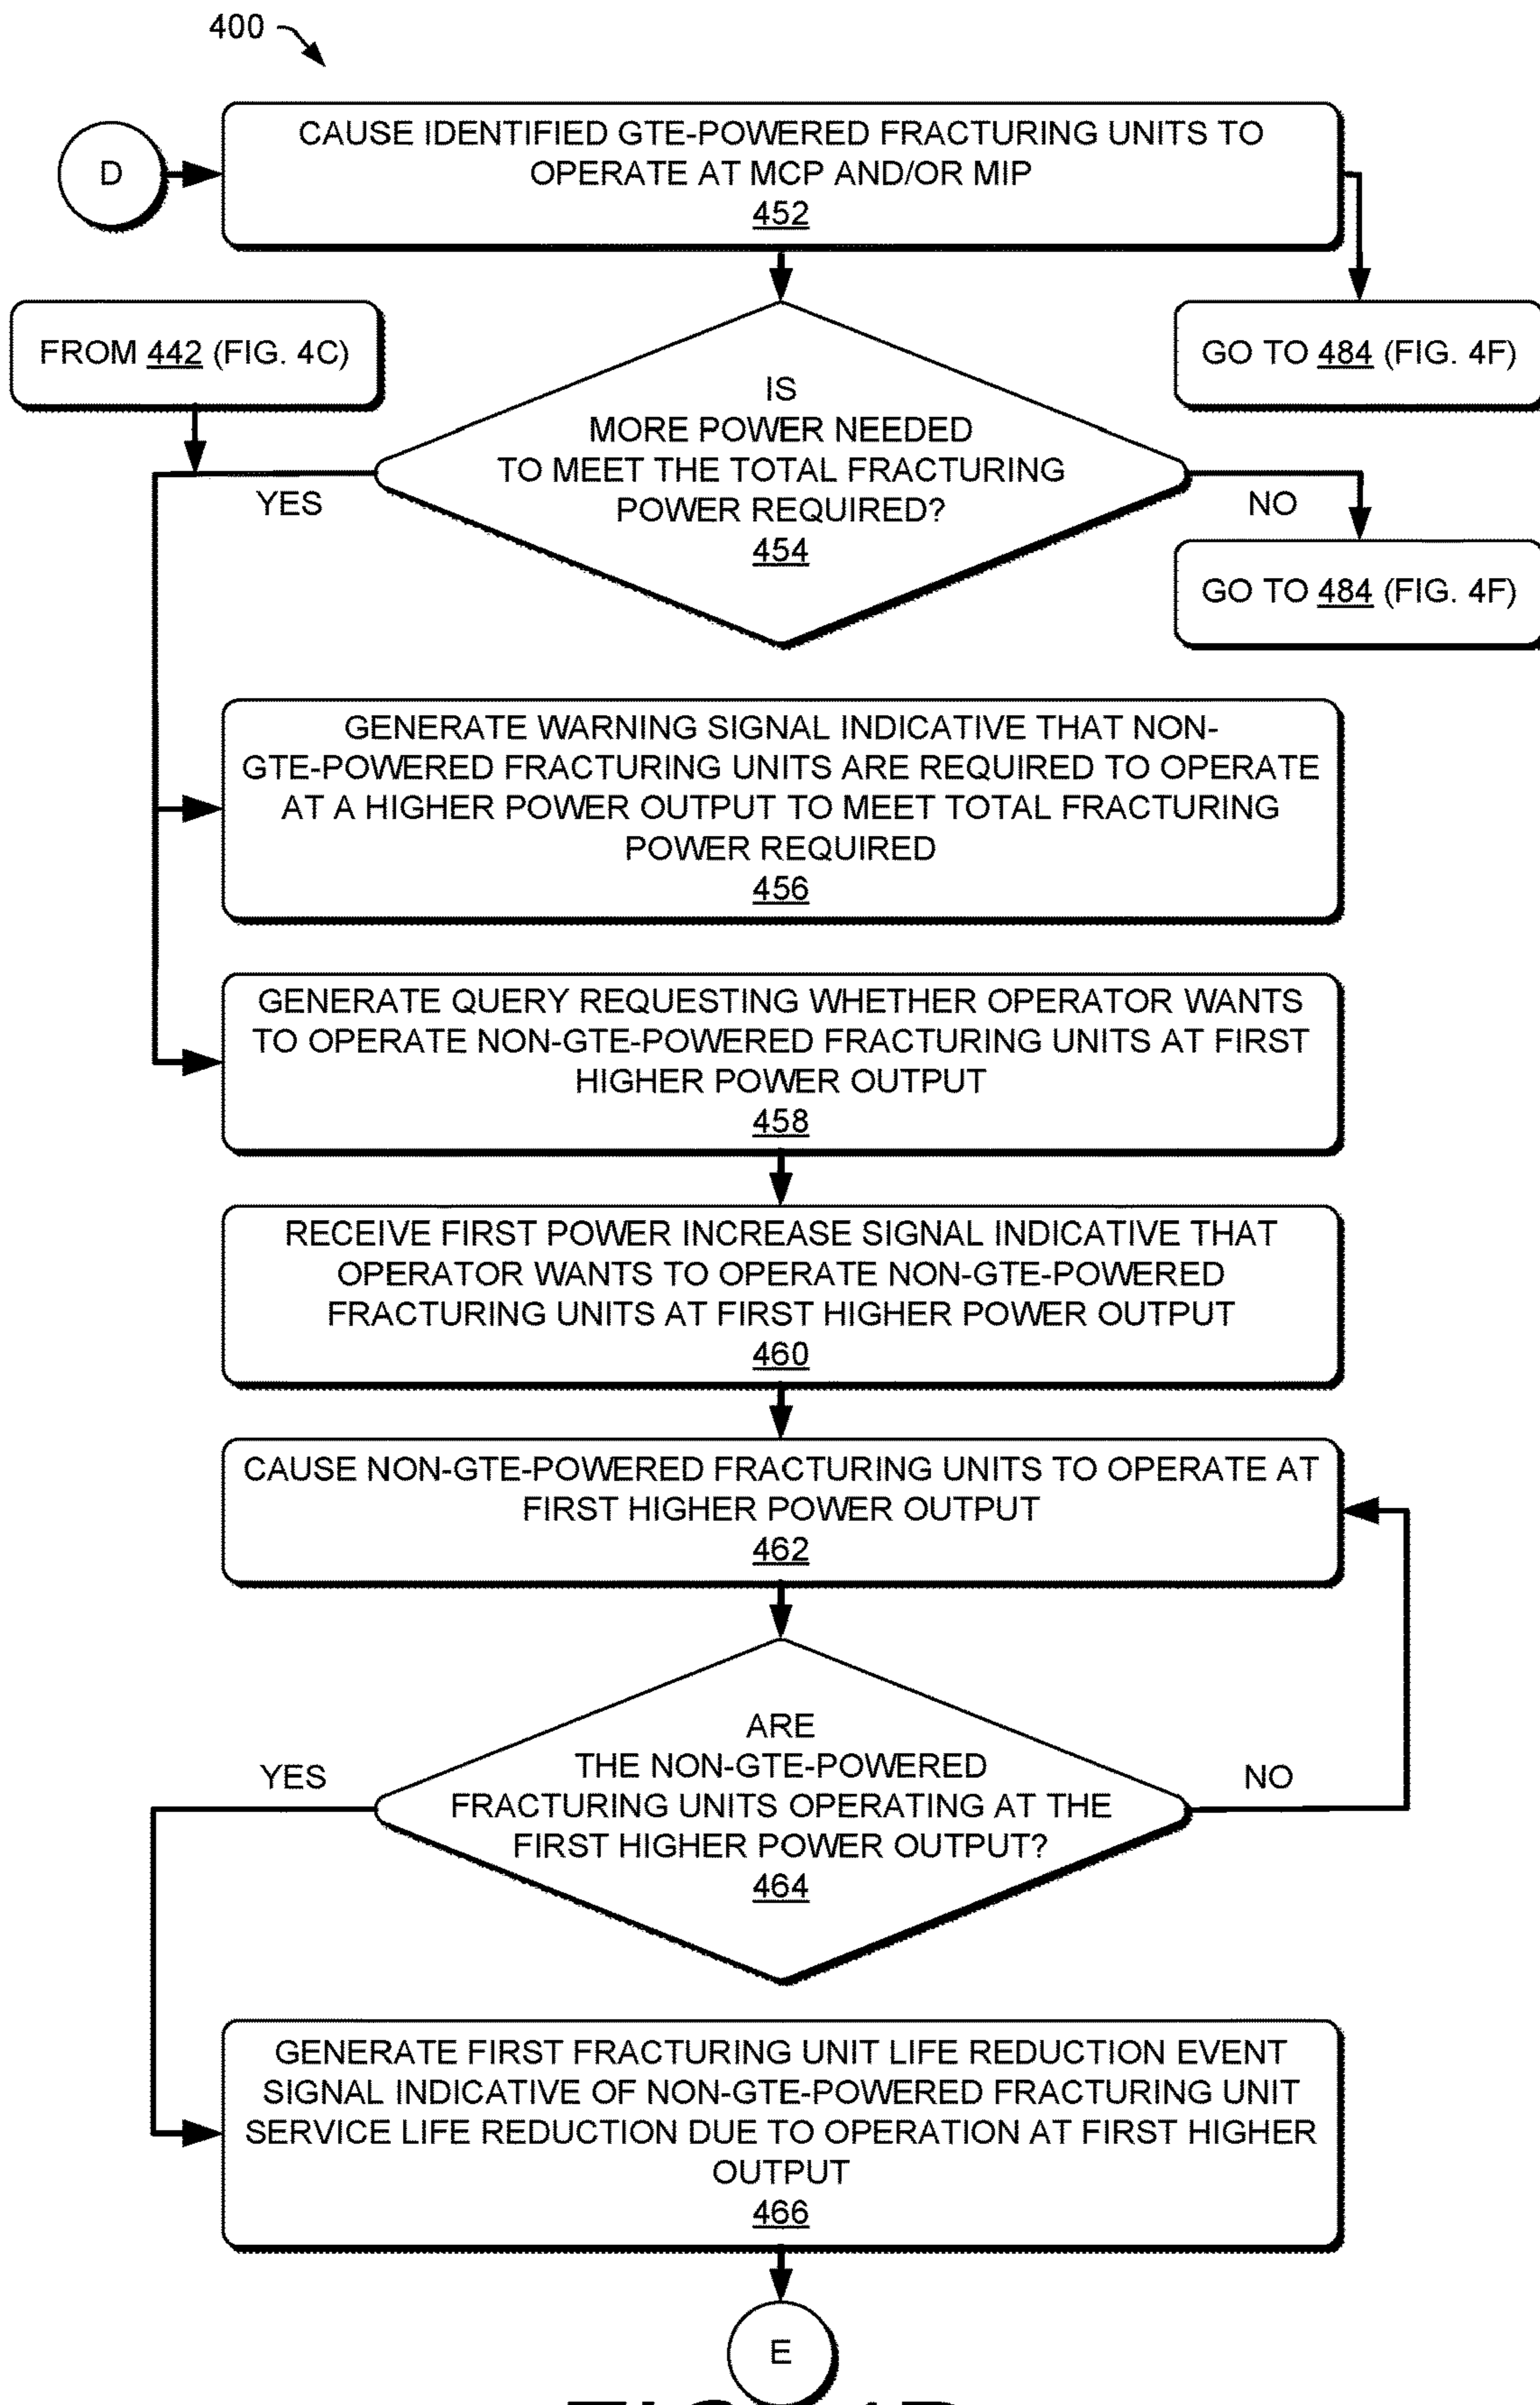 400
D
CAUSE IDENTIFIED GTE-POWERED FRACTURING UNITS TO
OPERATE AT MCP AND/OR MIP
452
FROM 442 (FIG. 4C)
GO TO 484 (FIG. 4F)
IS
MORE POWER NEEDED
TO MEET THE TOTAL FRACTURING
POWER REQUIRED?
454
YES
NO
GO TO 484 (FIG. 4F)
GENERATE WARNING SIGNAL INDICATIVE THAT NON-
GTE-POWERED FRACTURING UNITS ARE REQUIRED TO OPERATE
AT A HIGHER POWER OUTPUT TO MEET TOTAL FRACTURING
POWER REQUIRED
456
GENERATE QUERY REQUESTING WHETHER OPERATOR WANTS
TO OPERATE NON-GTE-POWERED FRACTURING UNITS AT FIRST
HIGHER POWER OUTPUT
458
RECEIVE FIRST POWER INCREASE SIGNAL INDICATIVE THAT
OPERATOR WANTS TO OPERATE NON-GTE-POWERED
FRACTURING UNITS AT FIRST HIGHER POWER OUTPUT
460
CAUSE NON-GTE-POWERED FRACTURING UNITS TO OPERATE AT
FIRST HIGHER POWER OUTPUT
462
ARE
THE NON-GTE-POWERED
FRACTURING UNITS OPERATING AT THE
FIRST HIGHER POWER OUTPUT?
464
YES
NO
GENERATE FIRST FRACTURING UNIT LIFE REDUCTION EVENT
SIGNAL INDICATIVE OF NON-GTE-POWERED FRACTURING UNIT
SERVICE LIFE REDUCTION DUE TO OPERATION AT FIRST HIGHER
OUTPUT
466
E